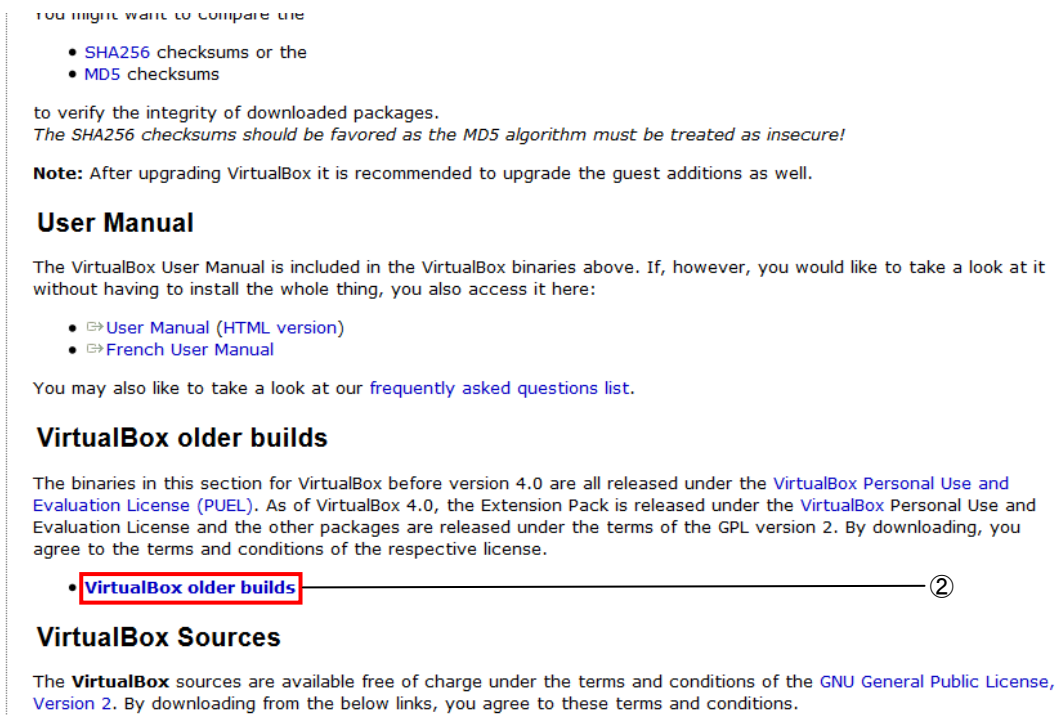 You might want to compare the
• SHA256 checksums or the
• MD5 checksums
to verify the integrity of downloaded packages.
The SHA256 checksums should be favored as the MD5 algorithm must be treated as insecure!
Note: After upgrading VirtualBox it is recommended to upgrade the guest additions as well.
User Manual
The VirtualBox User Manual is included in the VirtualBox binaries above. If, however, you would like to take a look at it
without having to install the whole thing, you also access it here:
• User Manual (HTML version)
• French User Manual
You may also like to take a look at our frequently asked questions list.
VirtualBox older builds
The binaries in this section for VirtualBox before version 4.0 are all released under the VirtualBox Personal Use and
Evaluation License (PUEL). As of VirtualBox 4.0, the Extension Pack is released under the VirtualBox Personal Use and
Evaluation License and the other packages are released under the terms of the GPL version 2. By downloading, you
agree to the terms and conditions of the respective license.
• VirtualBox older builds ②
VirtualBox Sources
The VirtualBox sources are available free of charge under the terms and conditions of the GNU General Public License,
Version 2. By downloading from the below links, you agree to these terms and conditions.